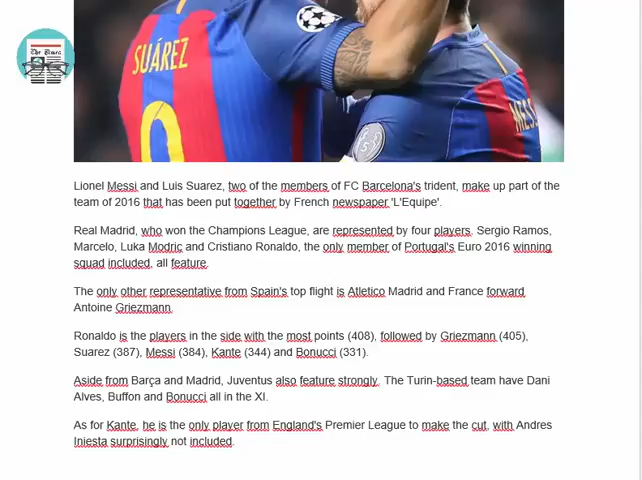 The Times
SUÁREZ
9
MES
Lionel Messi and Luis Suarez, two of the members of FC Barcelona's trident, make up part of the
team of 2016 that has been put together by French newspaper 'L'Equipe'.
Real Madrid, who won the Champions League, are represented by four players. Sergio Ramos,
Marcelo, Luka Modric and Cristiano Ronaldo, the only member of Portugal's Euro 2016 winning
squad included, all feature.
The only other representative from Spain's top flight is Atletico Madrid and France forward
Antoine Griezmann.
Ronaldo is the players in the side with the most points (408), followed by Griezmann (405),
Suarez (387), Messi (384), Kante (344) and Bonucci (331).
Aside from Barça and Madrid, Juventus also feature strongly. The Turin-based team have Dani
Alves, Buffon and Bonucci all in the XI.
As for Kante, he is the only player from England's Premier League to make the cut, with Andres
Iniesta surprisingly not included.